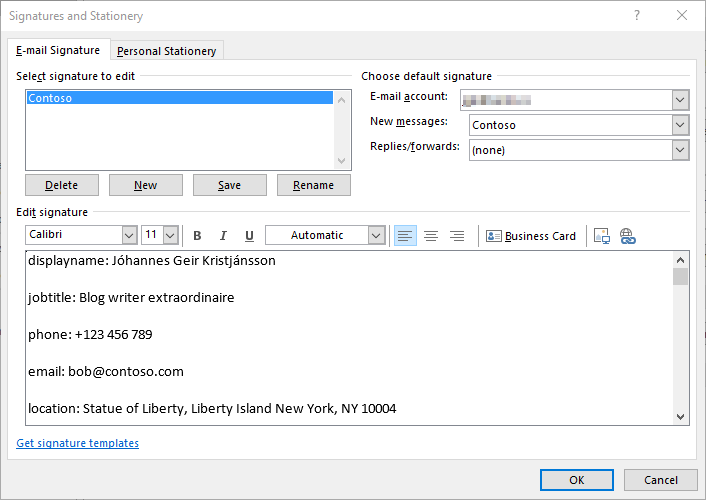 Signatures and Stationery
E-mail Signature
Personal Stationery
Select signature to edit
Contoso
Delete
New
Save
Rename
Choose default signature
E-mail account:
New messages:
Contoso
Replies/forwards:
(none)
Edit signature
Calibri
11
B
I
U
Automatic
Business Card
displayname: Jóhannes Geir Kristjánsson
jobtitle: Blog writer extraordinaire
phone: +123 456 789
email: bob@contoso.com
location: Statue of Liberty, Liberty Island New York, NY 10004
Get signature templates
OK
Cancel